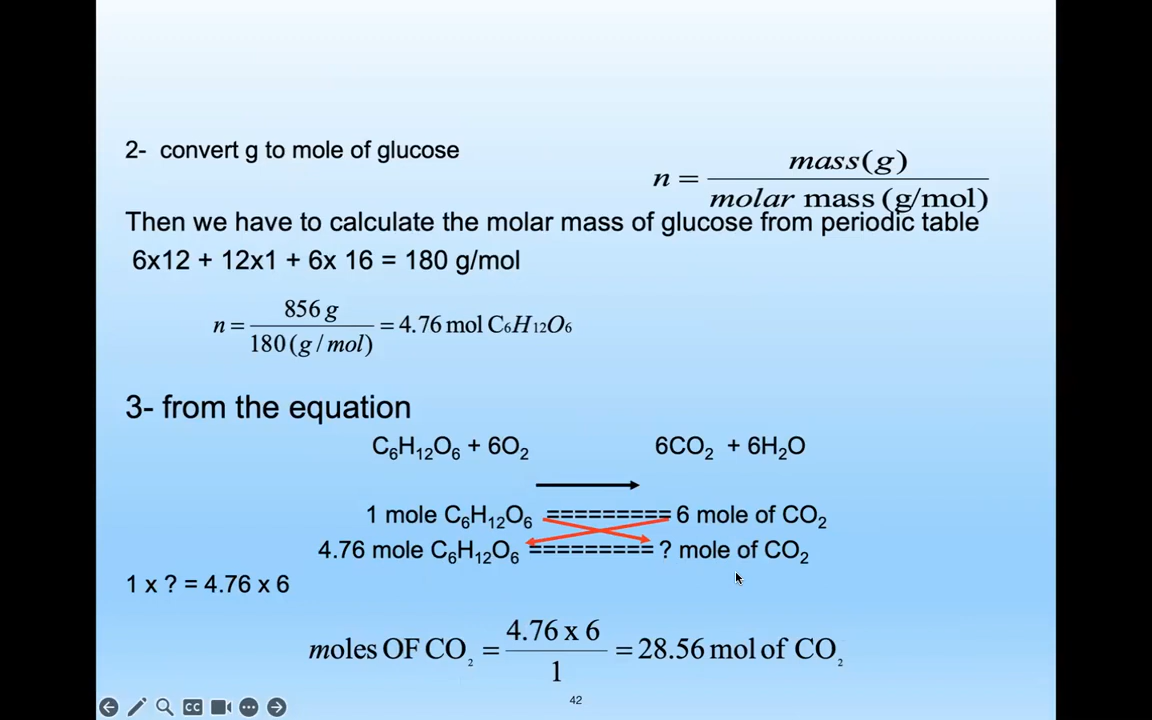 2- convert g to mole of glucose
n = mass(g) / molar mass (g/mol)
Then we have to calculate the molar mass of glucose from periodic table
6x12 + 12x1 + 6x 16 = 180 g/mol
n = 856 g / 180 (g / mol) = 4.76 mol C₆H₁₂O₆
3- from the equation
C₆H₁₂O₆ + 6O₂ 6CO₂ + 6H₂O
1 mole C₆H₁₂O₆ ========= 6 mole of CO₂
4.76 mole C₆H₁₂O₆ ========= ? mole of CO₂
1 x ? = 4.76 x 6
moles OF CO₂ = 4.76 x 6 / 1 = 28.56 mol of CO₂
42
CC